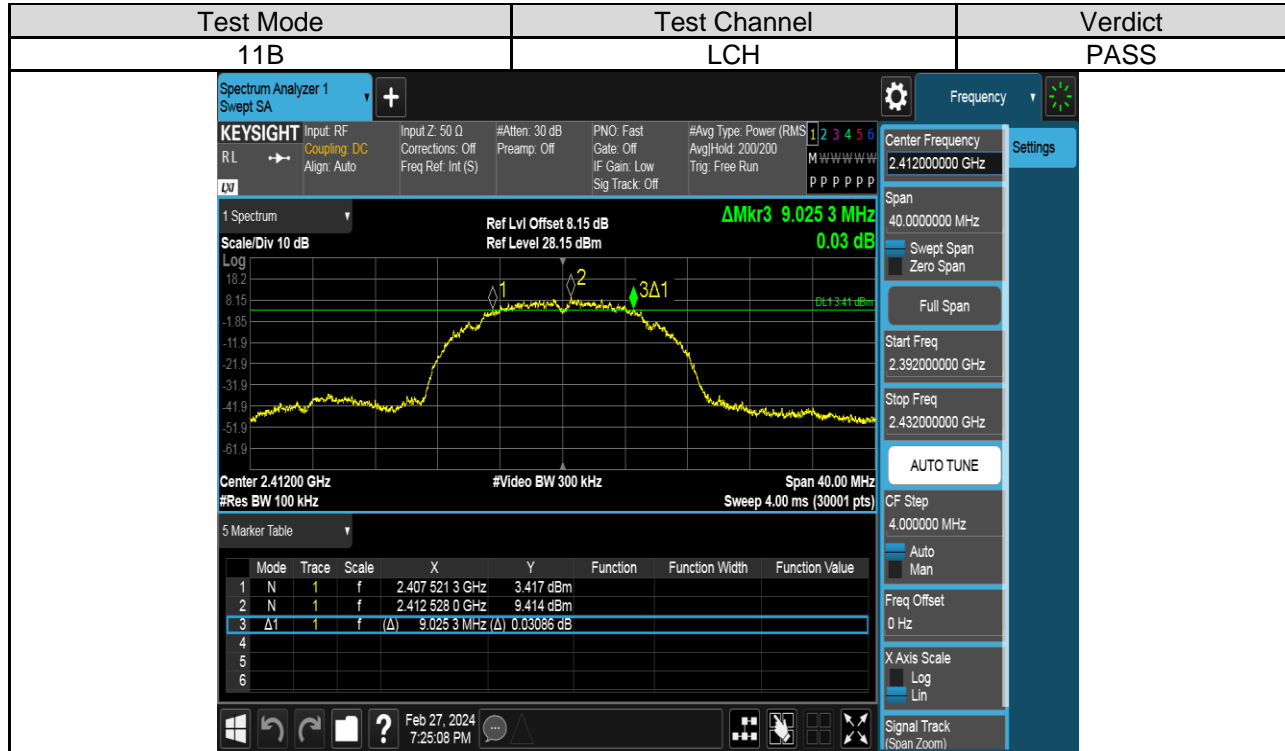 Test Mode Test Channel Verdict
11B LCH PASS
Spectrum Analyzer 1
Swept SA
+
Frequency
KEYSIGHT Input: RF Input Z: 50 Ω #Atten: 30 dB PNO: Fast #Avg Type: Power (RMS 1 2 3 4 5 6
RL Coupling: DC Corrections: Off Preamp: Off Gate: Off Avg|Hold: 200/200 M W W W W W
Align: Auto Freq Ref: Int (S) IF Gain: Low Trig: Free Run
LXI Sig Track: Off P P P P P P
1 Spectrum
Ref Lvl Offset 8.15 dB ΔMkr3 9.025 3 MHz
Scale/Div 10 dB Ref Level 28.15 dBm 0.03 dB
Log
18.2
8.15
-1.85
-11.9
-21.9
-31.9
-41.9
-51.9
-61.9
1 2 3Δ1
DL1 3.41 dBm
Center 2.41200 GHz #Video BW 300 kHz Span 40.00 MHz
#Res BW 100 kHz Sweep 4.00 ms (30001 pts)
5 Marker Table
Mode Trace Scale X Y Function Function Width Function Value
1 N 1 f 2.407 521 3 GHz 3.417 dBm
2 N 1 f 2.412 528 0 GHz 9.414 dBm
3 Δ1 1 f (Δ) 9.025 3 MHz (Δ) 0.03086 dB
4
5
6
? Feb 27, 2024
7:25:08 PM
Center Frequency
2.412000000 GHz
Settings
Span
40.0000000 MHz
Swept Span
Zero Span
Full Span
Start Freq
2.392000000 GHz
Stop Freq
2.432000000 GHz
AUTO TUNE
CF Step
4.000000 MHz
Auto
Man
Freq Offset
0 Hz
X Axis Scale
Log
Lin
Signal Track
(Span Zoom)